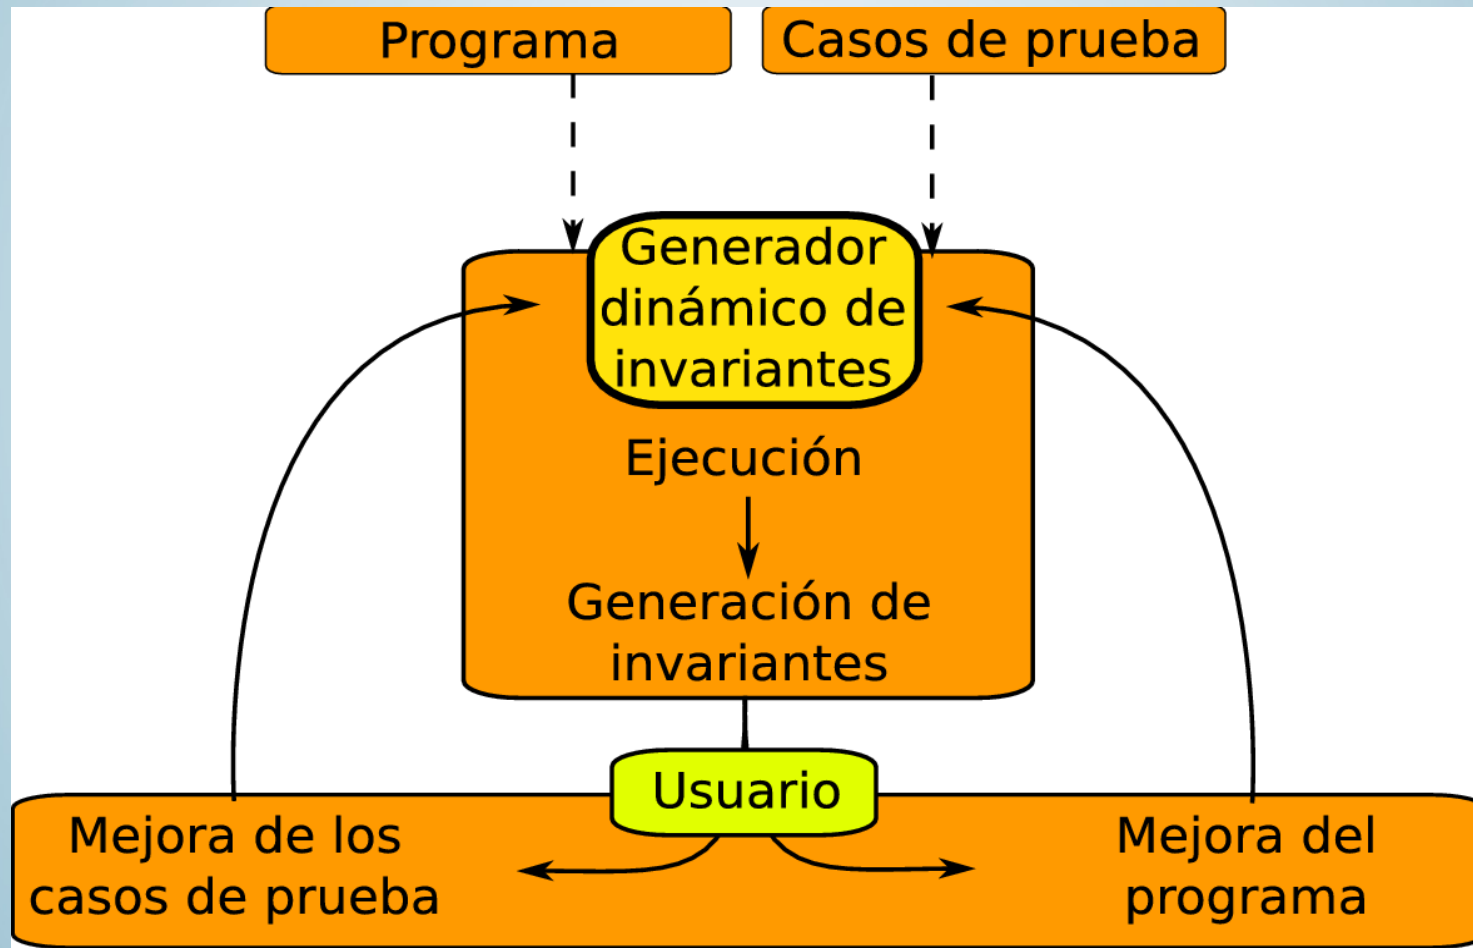 Programa
Casos de prueba
Generador
dinámico de
invariantes
Ejecución
Generación de
invariantes
Usuario
Mejora de los
casos de prueba
Mejora del
programa